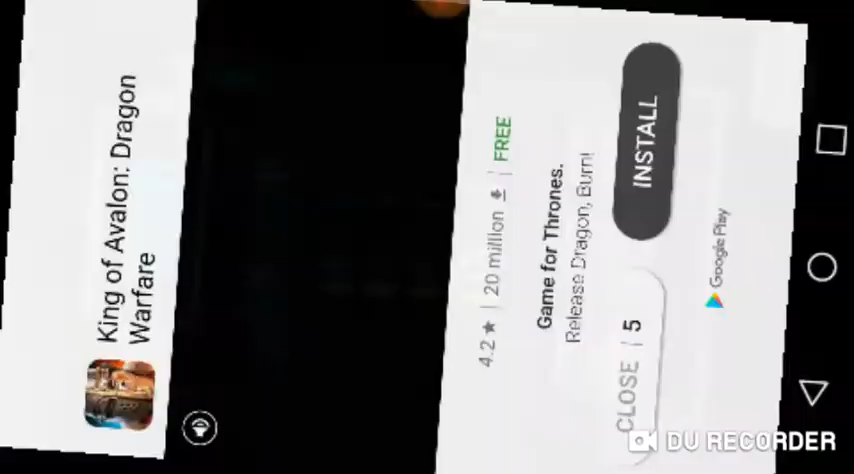 King of Avalon: Dragon
Warfare
4.2 ★ | 20 million | FREE
Game for Thrones.
Release Dragon, Burn!
CLOSE | 5
INSTALL
Google Play
DU RECORDER